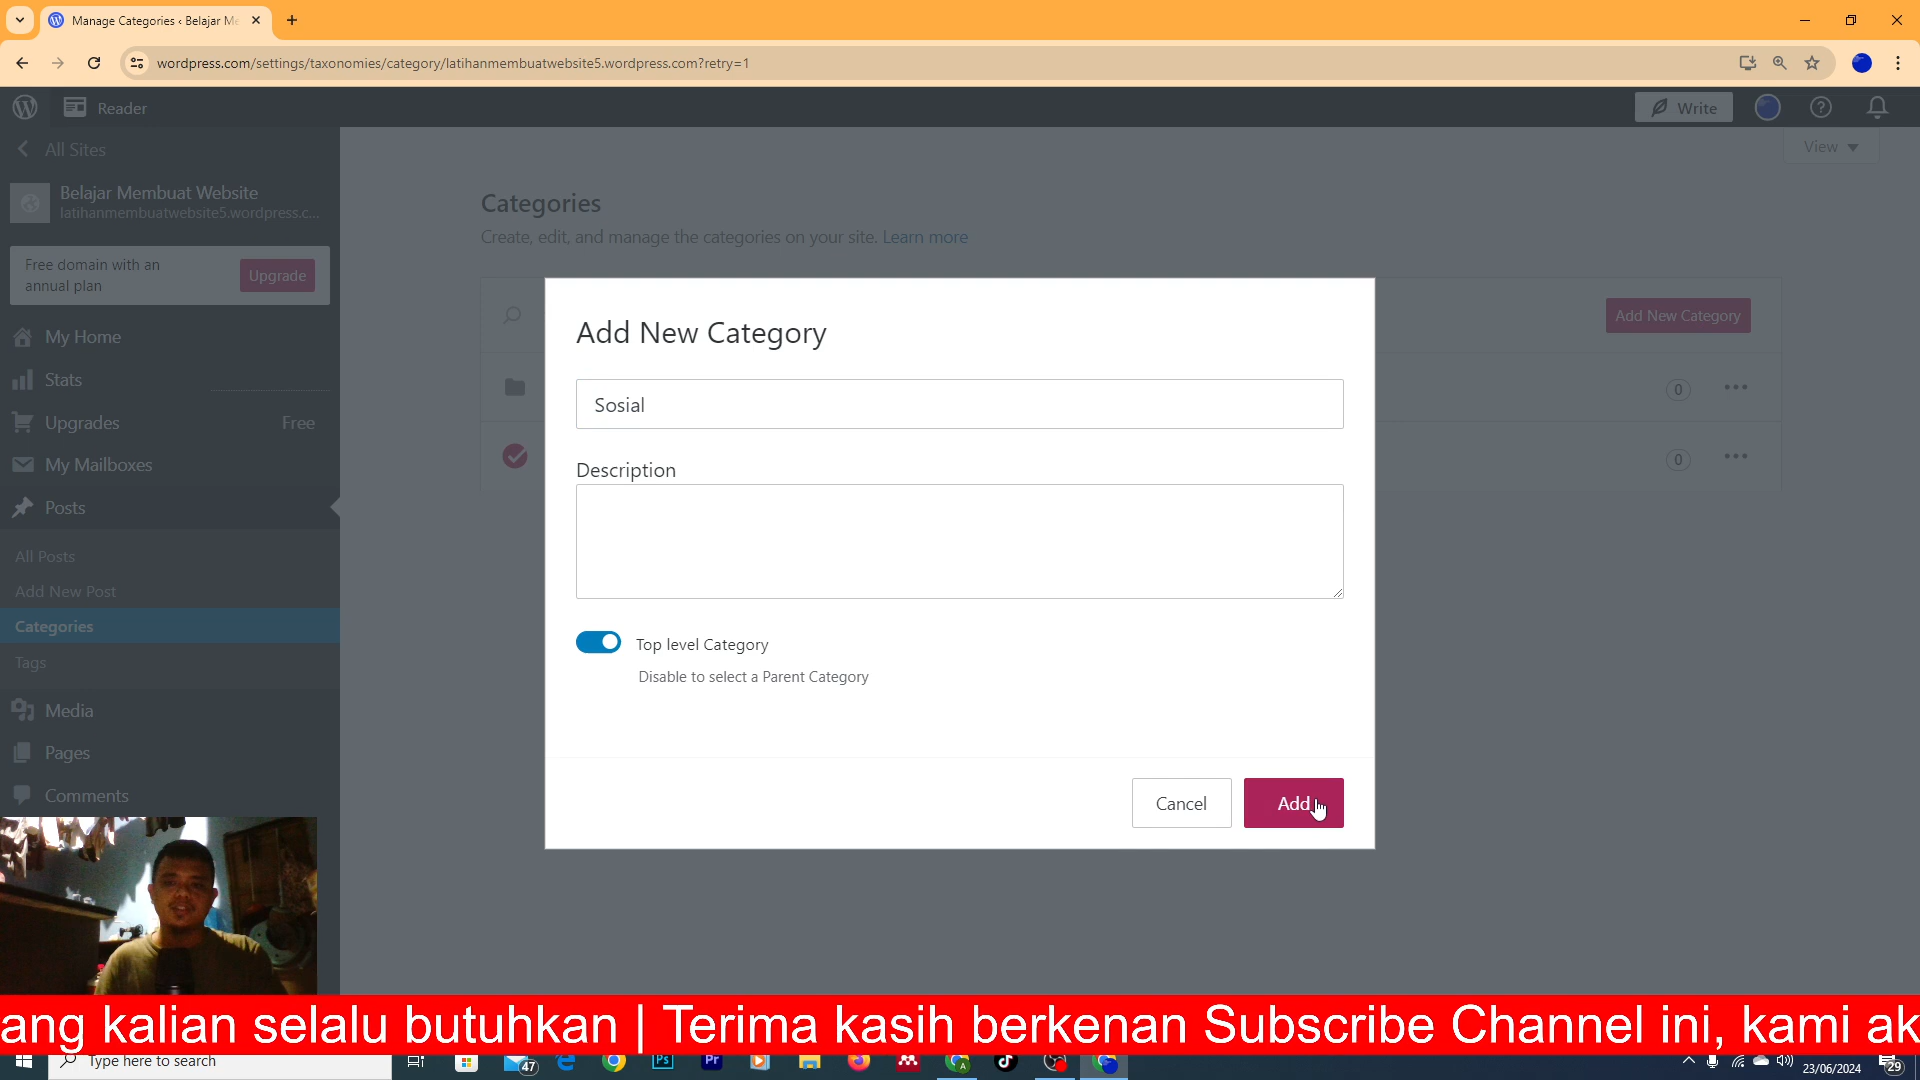 Manage Categories ‹ Belajar Me
wordpress.com/settings/taxonomies/category/latihanmembuatwebsite5.wordpress.com?retry=1
Reader
Write
All Sites
View
Belajar Membuat Website
latihanmembuatwebsite5.wordpress.c...
Categories
Create, edit, and manage the categories on your site. Learn more
Free domain with an
annual plan
Upgrade
Add New Category
Add New Category
My Home
Stats
0
Sosial
Upgrades
Free
My Mailboxes
0
Description
Posts
All Posts
Add New Post
Categories
Tags
Top level Category
Disable to select a Parent Category
Media
Pages
Comments
Cancel
Add
ang kalian selalu butuhkan | Terima kasih berkenan Subscribe Channel ini, kami ak
Type here to search
47
Ps
Pr
A
23/06/2024
29